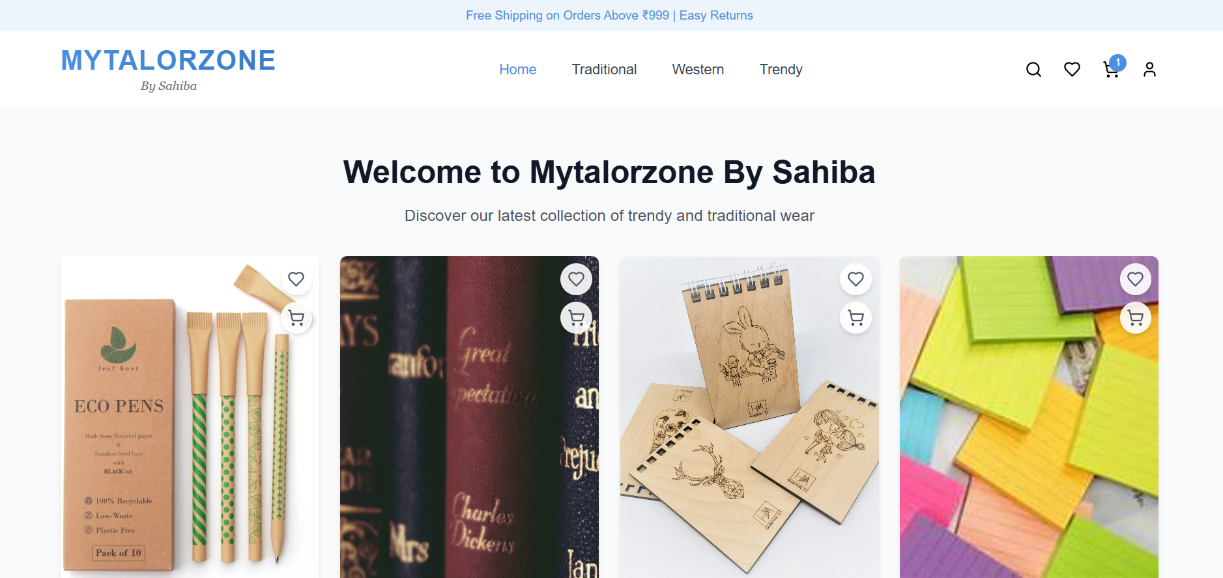 Free Shipping on Orders Above ₹999 | Easy Returns
MYTALORZONE
By Sahiba
Home
Traditional
Western
Trendy
1
Welcome to Mytalorzone By Sahiba
Discover our latest collection of trendy and traditional wear
leaf boat
ECO PENS
Made from Recycled paper
&
Stainless Steel Core
with
BLACK ink
100% Recyclable
Low-Waste
Plastic Free
Pack of 10
Great
Charles
Dickens
Mrs